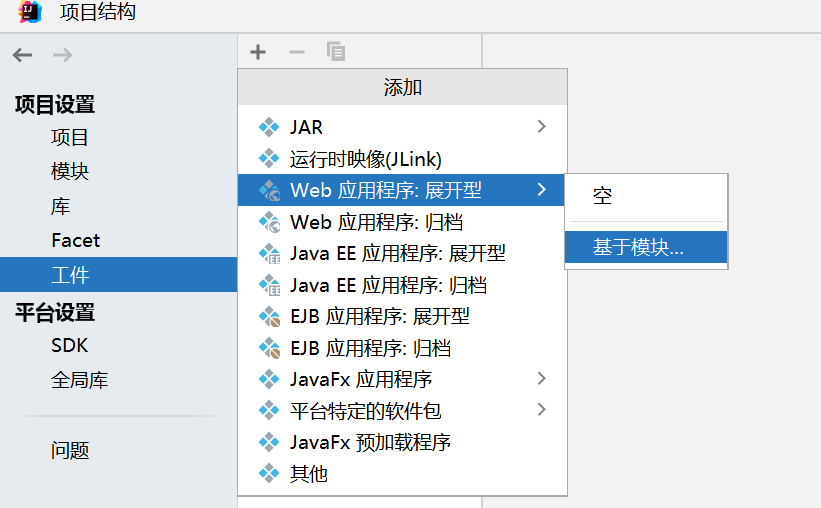 IJ
项目结构
项目设置
项目
模块
库
Facet
工件
平台设置
SDK
全局库
问题
添加
JAR
运行时映像(JLink)
Web 应用程序: 展开型
Web 应用程序: 归档
Java EE 应用程序: 展开型
Java EE 应用程序: 归档
EJB 应用程序: 展开型
EJB 应用程序: 归档
JavaFx 应用程序
平台特定的软件包
JavaFx 预加载程序
其他
空
基于模块...